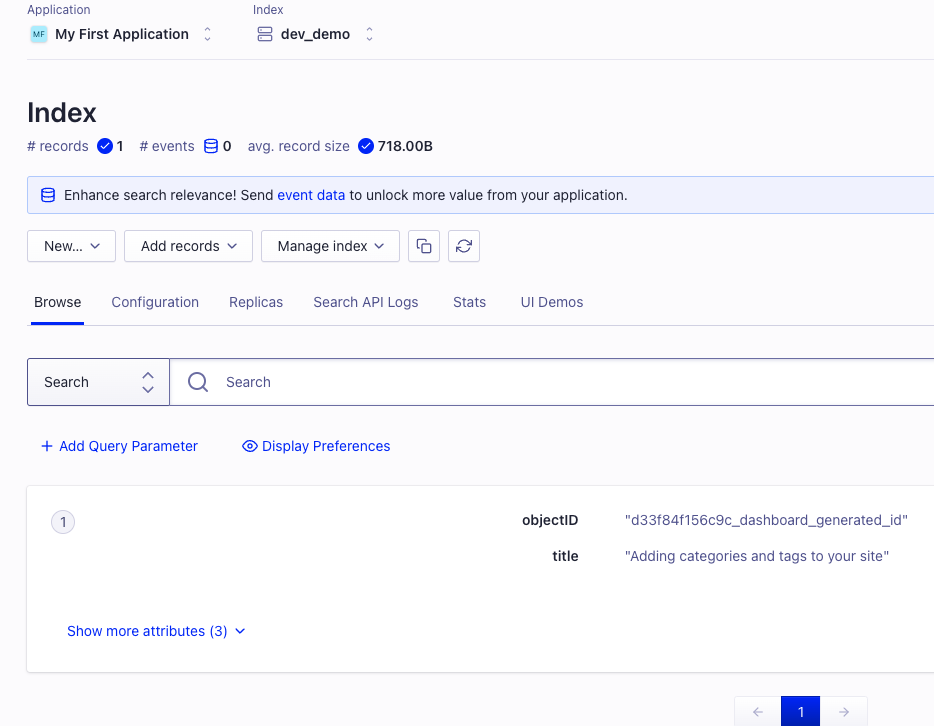 Application Index
MF My First Application dev_demo
Index
# records 1 # events 0 avg. record size 718.00B
Enhance search relevance! Send event data to unlock more value from your application.
New... Add records Manage index
Browse Configuration Replicas Search API Logs Stats UI Demos
Search Search
+ Add Query Parameter Display Preferences
1 objectID "d33f84f156c9c_dashboard_generated_id"
title "Adding categories and tags to your site"
Show more attributes (3)
← 1 →